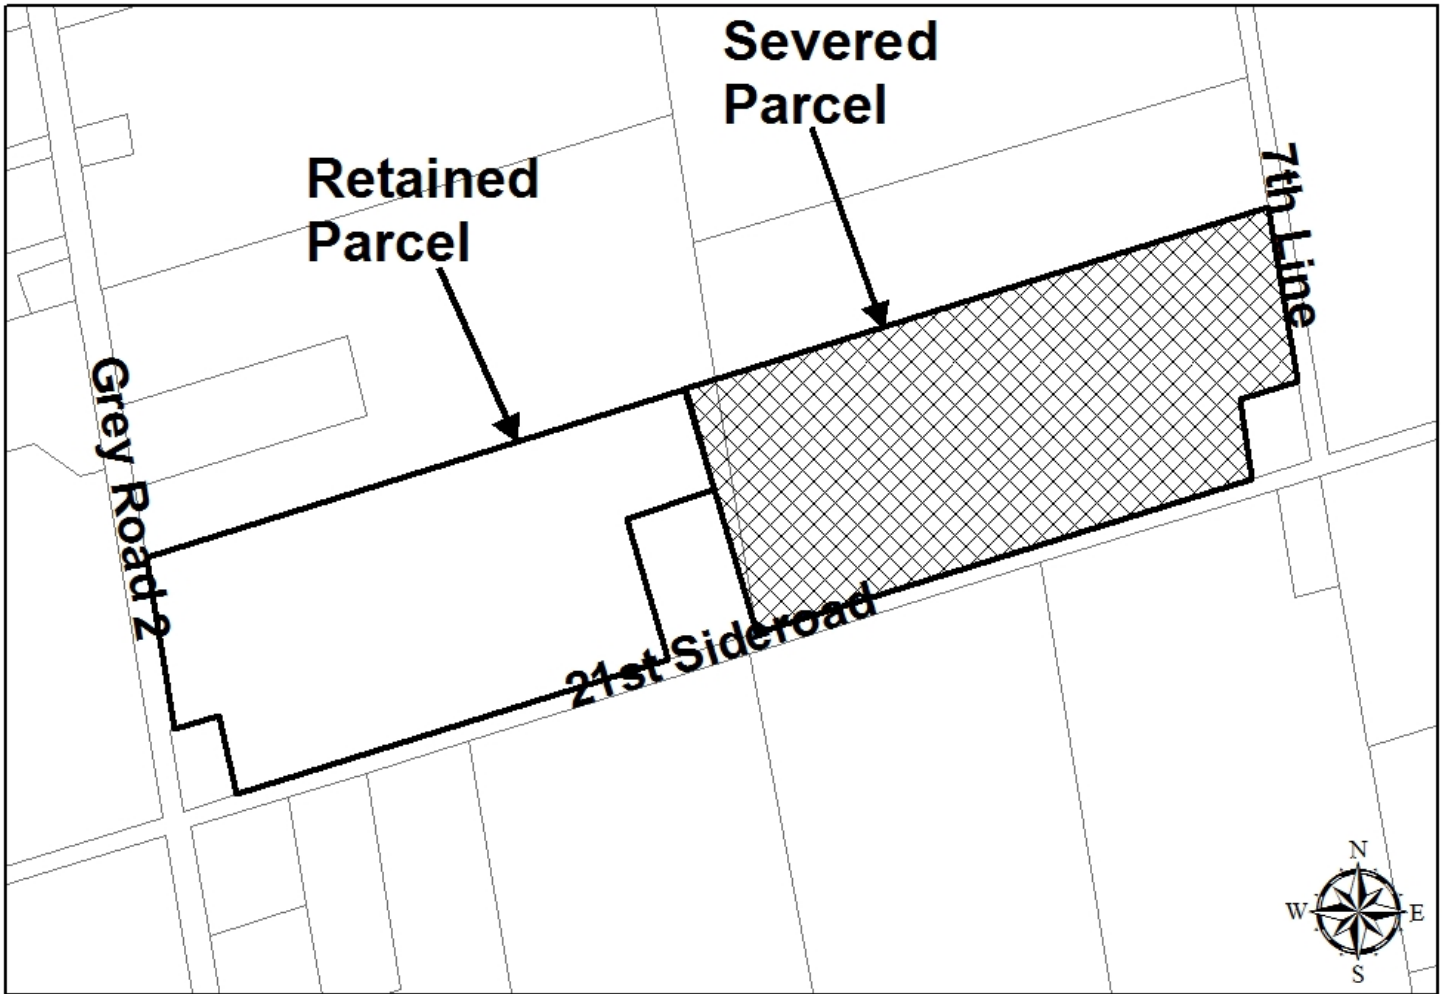 Severed
Parcel
Retained
Parcel
7th Line
Grey Road 2
21st Sideroad
N
W
E
S